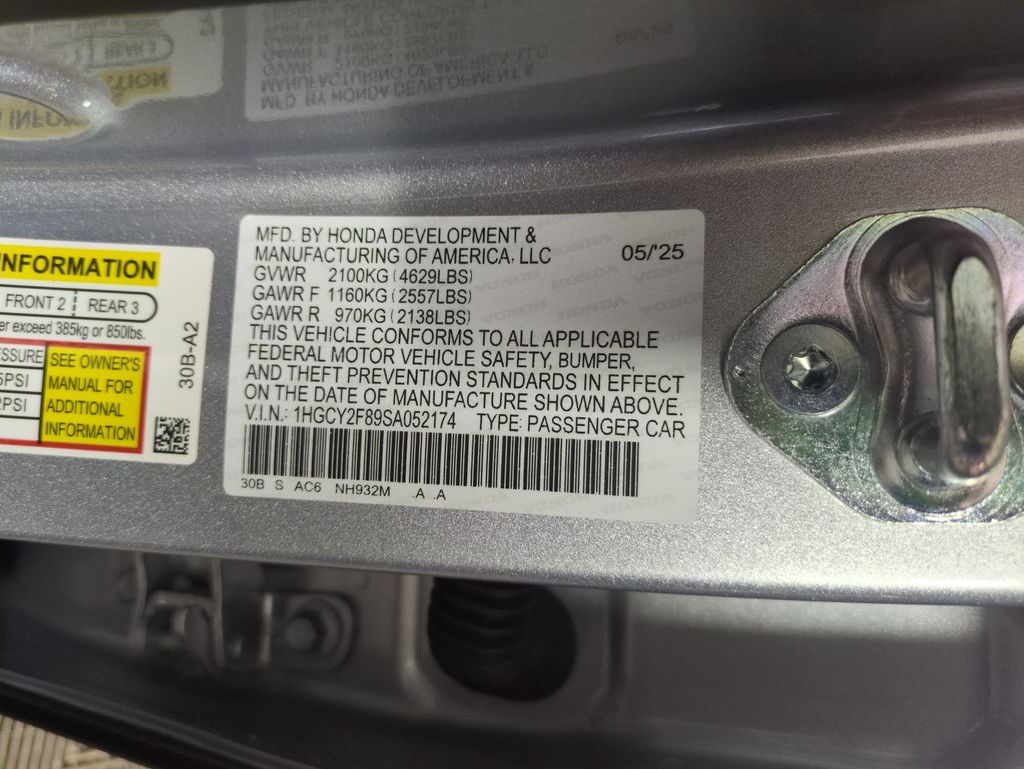 MFD. BY HONDA DEVELOPMENT &
MANUFACTURING OF AMERICA, LLC 05/'25
GVWR 2100KG (4629LBS)
GAWR F 1160KG (2557LBS)
GAWR R 970KG (2138LBS)
THIS VEHICLE CONFORMS TO ALL APPLICABLE
FEDERAL MOTOR VEHICLE SAFETY, BUMPER,
AND THEFT PREVENTION STANDARDS IN EFFECT
ON THE DATE OF MANUFACTURE SHOWN ABOVE.
V.I.N.: 1HGCY2F89SA052174 TYPE: PASSENGER CAR
30B S AC6 NH932M .A .A
INFORMATION
FRONT 2 REAR 3
exceed 385kg or 850lbs.
SEE OWNER'S
MANUAL FOR
ADDITIONAL
INFORMATION
30B-A2